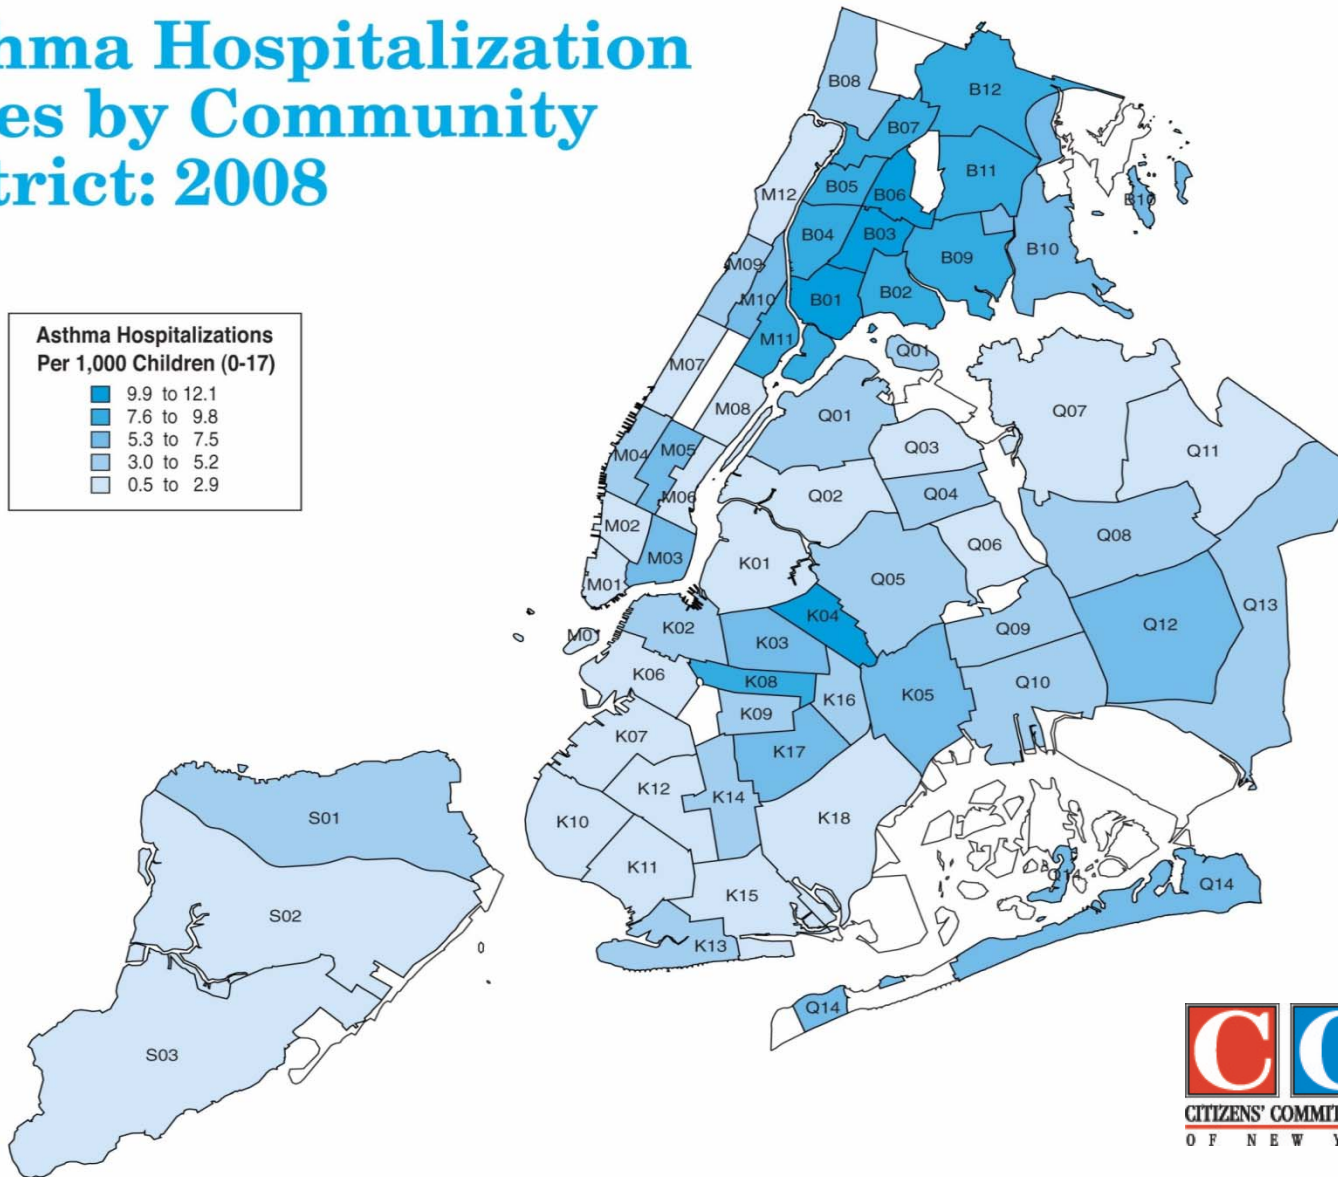 hma Hospitalization
es by Community
trict: 2008
Asthma Hospitalizations
Per 1,000 Children (0-17)
9.9 to 12.1
7.6 to 9.8
5.3 to 7.5
3.0 to 5.2
0.5 to 2.9
B08
B12
B07
B11
M12
B05
B06
B10
B04
B03
B10
M09
B09
M10
B01
B02
M11
Q01
M07
M08
Q01
Q07
M04
M05
Q03
Q11
M06
Q02
Q04
M02
Q08
M03
K01
Q06
M01
Q05
K04
Q13
M01
K02
K03
Q09
Q12
K06
K08
K16
K05
Q10
K09
K07
K17
K12
K14
S01
K10
K18
K11
Q14
Q14
K15
S02
K13
Q14
S03
C C
CITIZENS' COMMIT
OF NEW Y